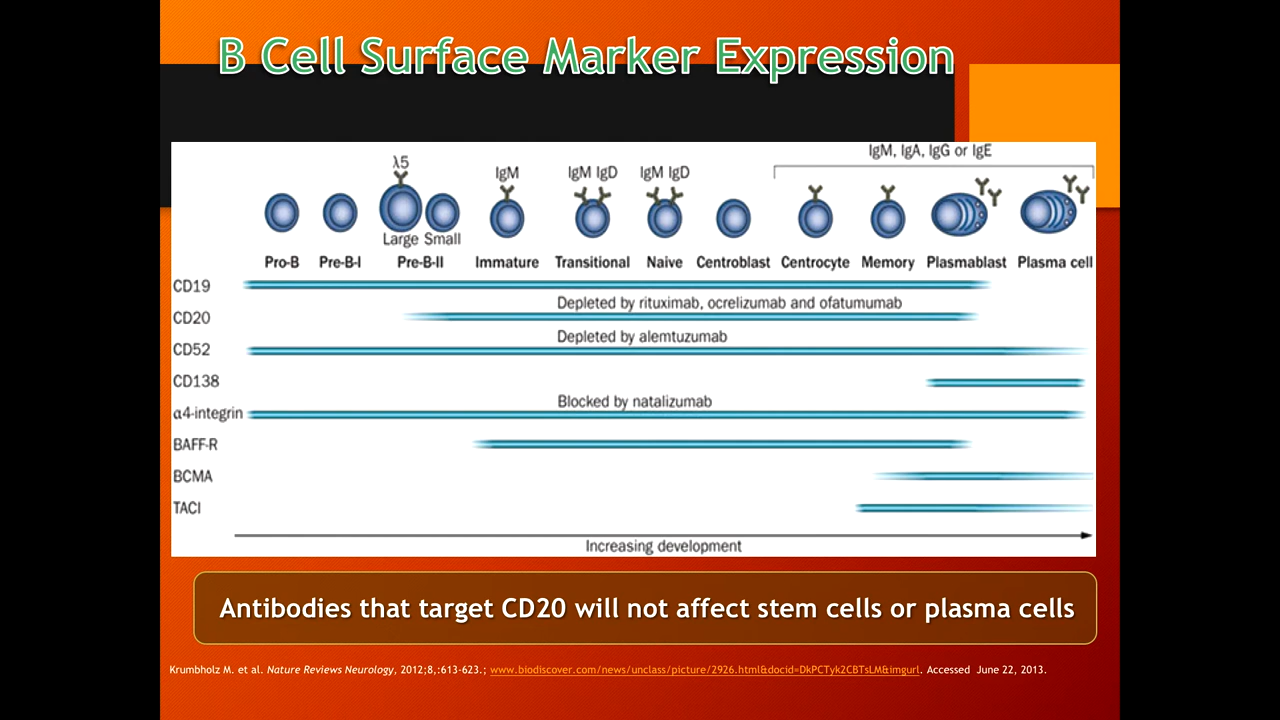 B Cell Surface Marker Expression
IgM, IgA, IgG or IgE
λ5
IgM
IgM IgD
IgM IgD
Large Small
Pro-B Pre-B-I Pre-B-II Immature Transitional Naive Centroblast Centrocyte Memory Plasmablast Plasma cell
CD19
Depleted by rituximab, ocrelizumab and ofatumumab
CD20
Depleted by alemtuzumab
CD52
CD138
Blocked by natalizumab
α4-integrin
BAFF-R
BCMA
TACI
Increasing development
Antibodies that target CD20 will not affect stem cells or plasma cells
Krumbholz M. et al. Nature Reviews Neurology, 2012;8,:613-623.; www.biodiscover.com/news/unclass/picture/2926.html&docid=DkPCTyk2CBTsLM&imgurl. Accessed June 22, 2013.